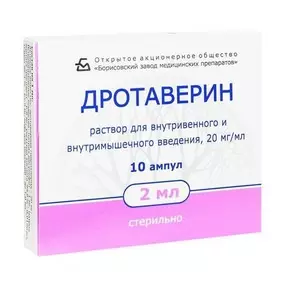 Открытое акционерное общество
«Борисовский завод медицинских препаратов»
ДРОТАВЕРИН
раствор для внутривенного и
внутримышечного введения, 20 мг/мл
10 ампул
2 мл
стерильно